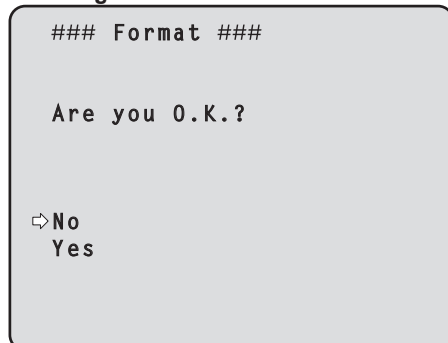 ### Format ###
Are you O.K.?
⇨No
Yes